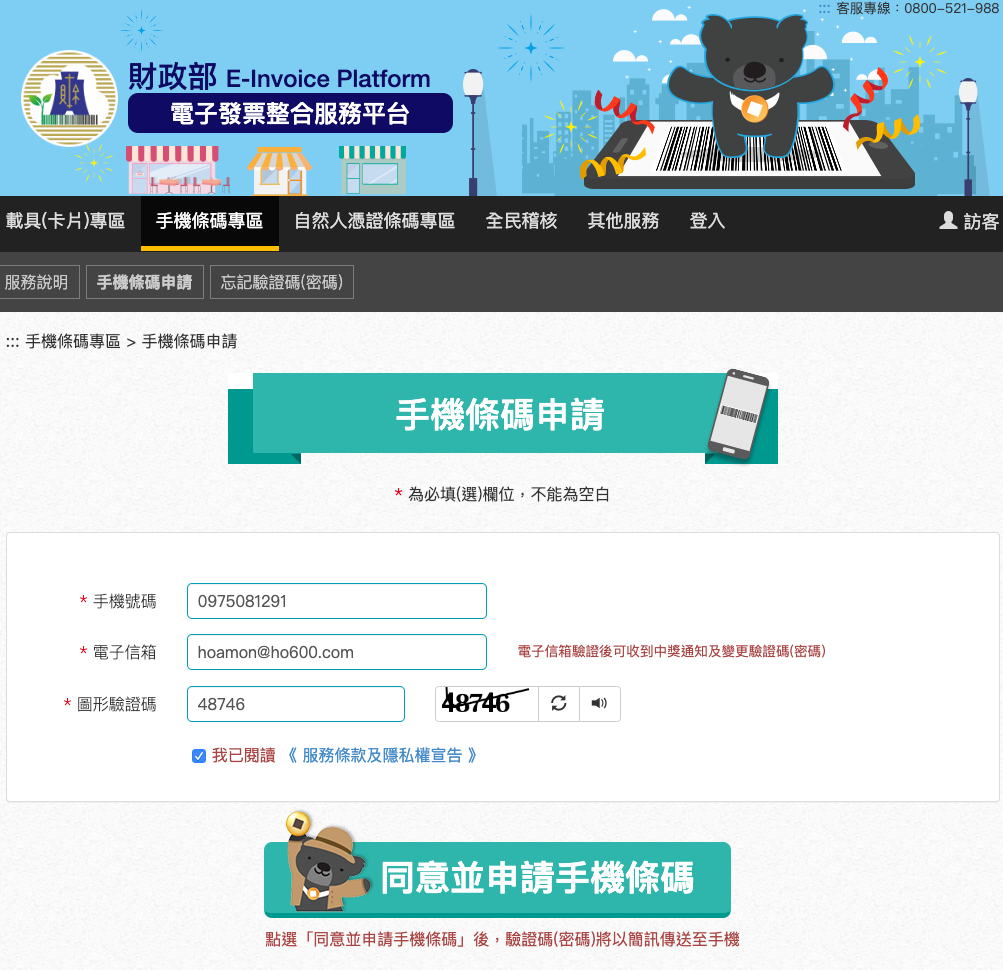 ::: 客服專線：0800-521-988
財政部 E-Invoice Platform
電子發票整合服務平台
載具(卡片)專區 手機條碼專區 自然人憑證條碼專區 全民稽核 其他服務 登入 訪客
服務說明 手機條碼申請 忘記驗證碼(密碼)
::: 手機條碼專區 > 手機條碼申請
手機條碼申請
* 為必填(選)欄位，不能為空白
* 手機號碼 0975081291
* 電子信箱 hoamon@ho600.com 電子信箱驗證後可收到中獎通知及變更驗證碼(密碼)
* 圖形驗證碼 48746 48746
我已閱讀 《 服務條款及隱私權宣告 》
同意並申請手機條碼
點選「同意並申請手機條碼」後，驗證碼(密碼)將以簡訊傳送至手機